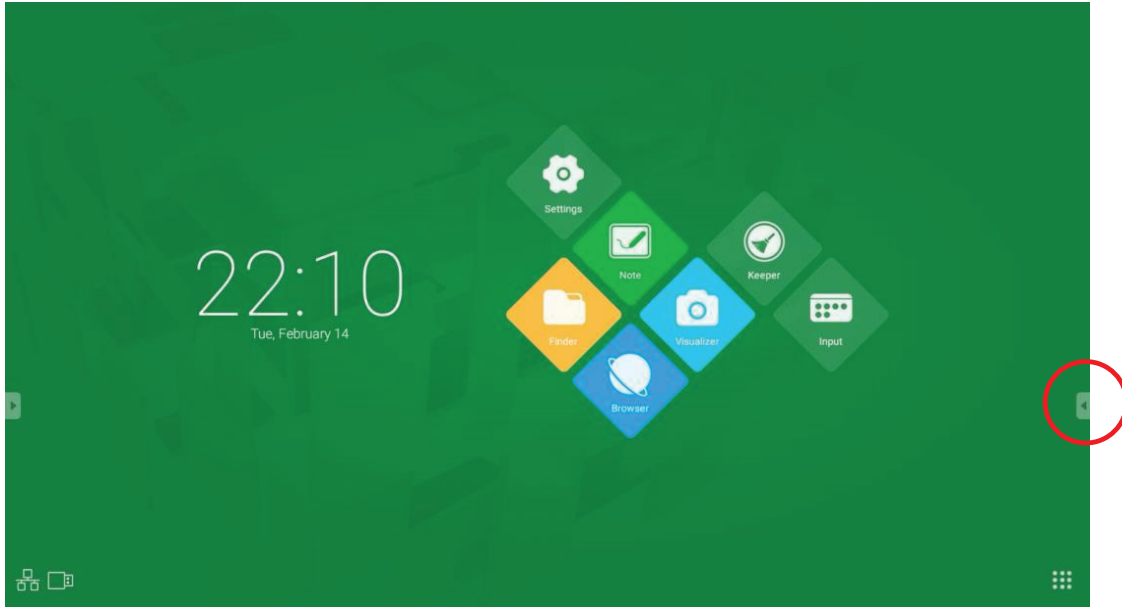 22:10
Tue, February 14
Settings
Note
Keeper
Finder
Visualizer
Input
Browser